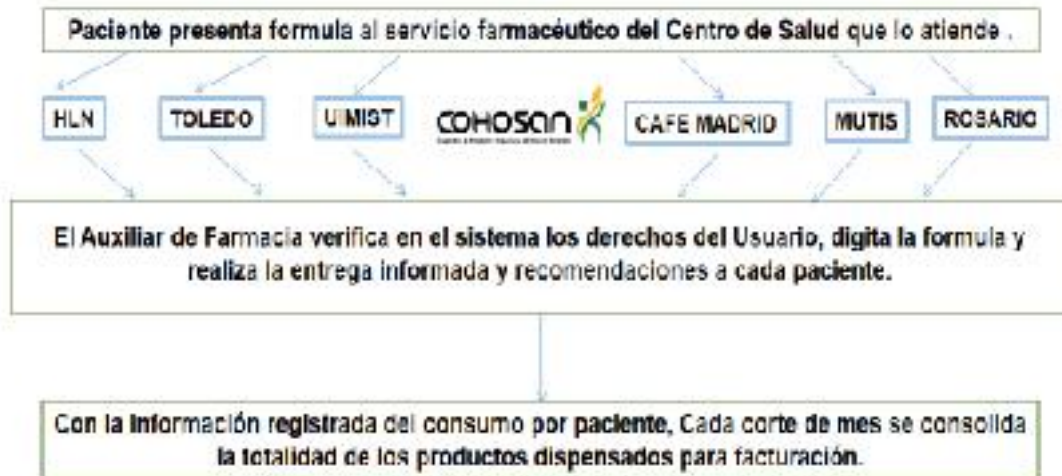 Paciente presenta formula al servicio farmacéutico del Centro de Salud que lo atiende .
HLN
TOLEDO
UIMIST
COHOSAN
CAFE MADRID
MUTIS
ROSARIO
El Auxiliar de Farmacia verifica en el sistema los derechos del Usuario, digita la formula y
realiza la entrega informada y recomendaciones a cada paciente.
Con la información registrada del consumo por paciente, Cada corte de mes se consolida
la totalidad de los productos dispensados para facturación.